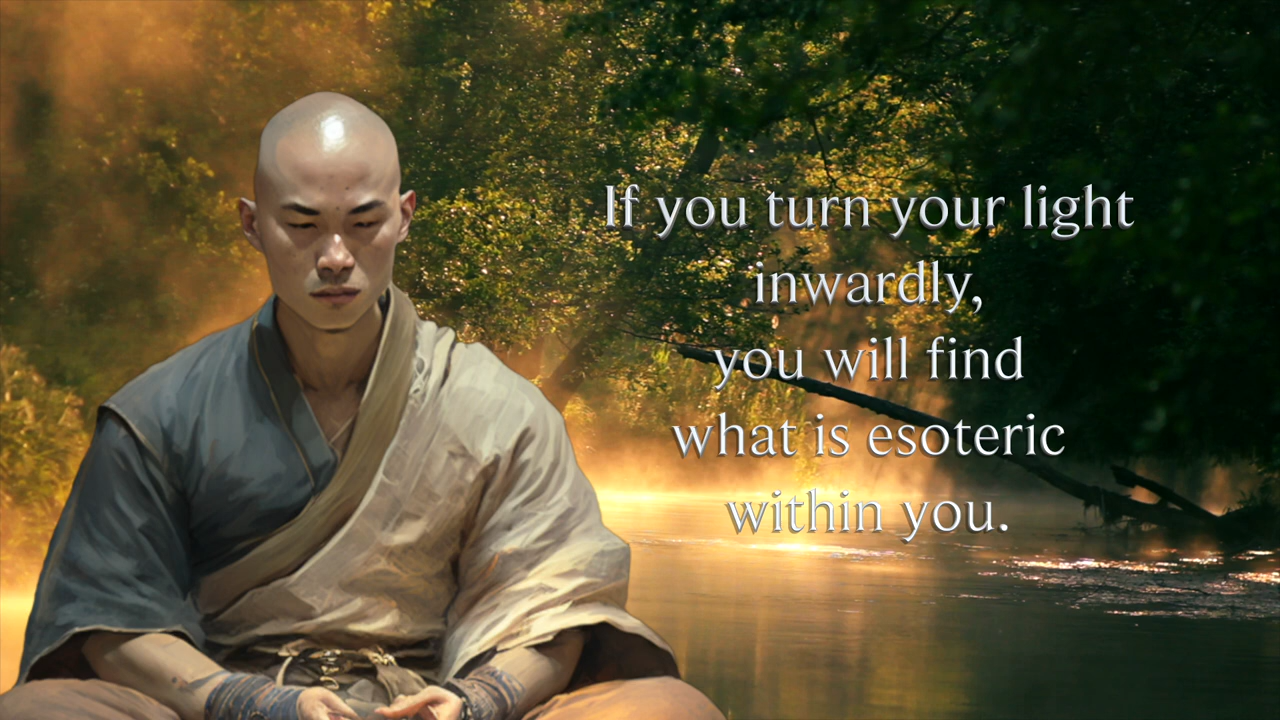 If you turn your light
inwardly,
you will find
what is esoteric
within you.